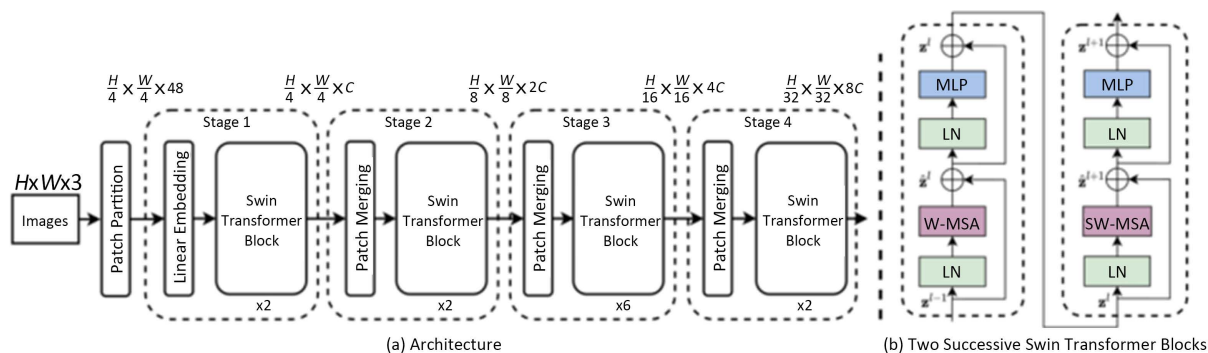 H/4 x W/4 x 48
H/4 x W/4 x C
H/8 x W/8 x 2C
H/16 x W/16 x 4C
H/32 x W/32 x 8C
Stage 1
Stage 2
Stage 3
Stage 4
HxWx3
Images
Patch Partition
Linear Embedding
Swin
Transformer
Block
x2
Patch Merging
Swin
Transformer
Block
x2
Patch Merging
Swin
Transformer
Block
x6
Patch Merging
Swin
Transformer
Block
x2
(a) Architecture
z^l
MLP
LN
ẑ^l
W-MSA
LN
z^{l-1}
z^{l+1}
MLP
LN
ẑ^{l+1}
SW-MSA
LN
z^l
(b) Two Successive Swin Transformer Blocks